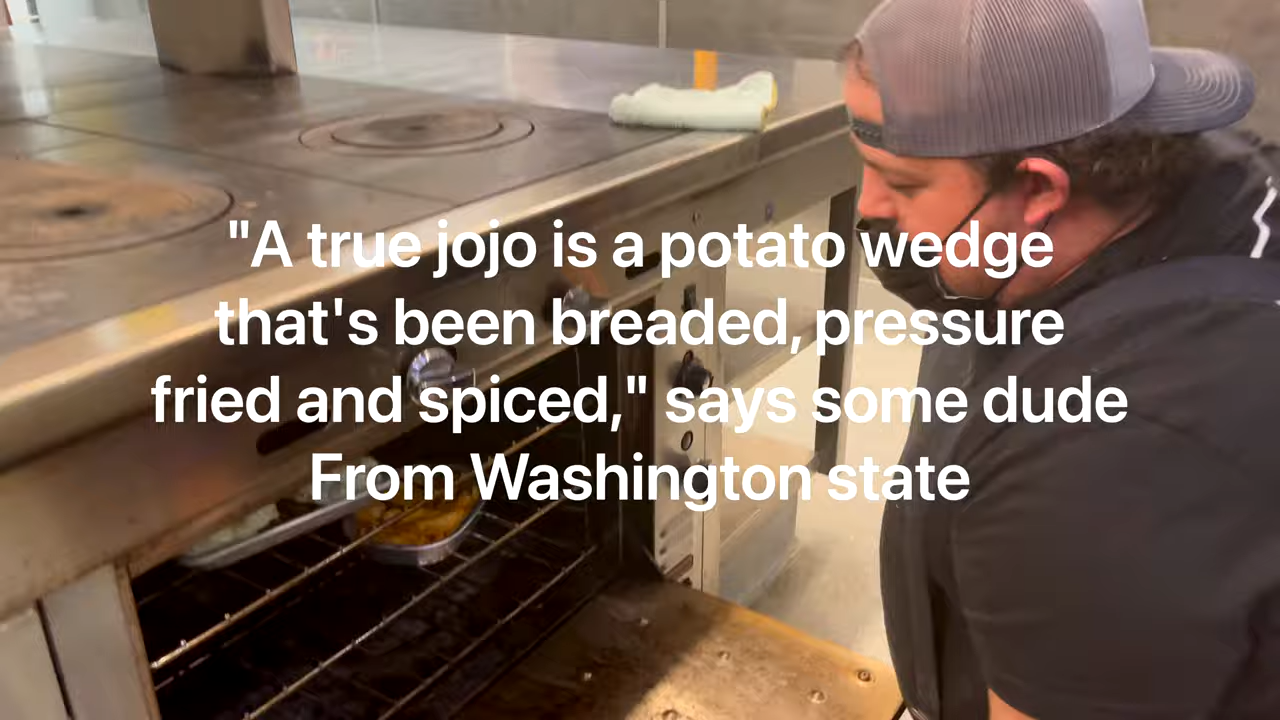 "A true jojo is a potato wedge
that's been breaded, pressure
fried and spiced," says some dude
From Washington state